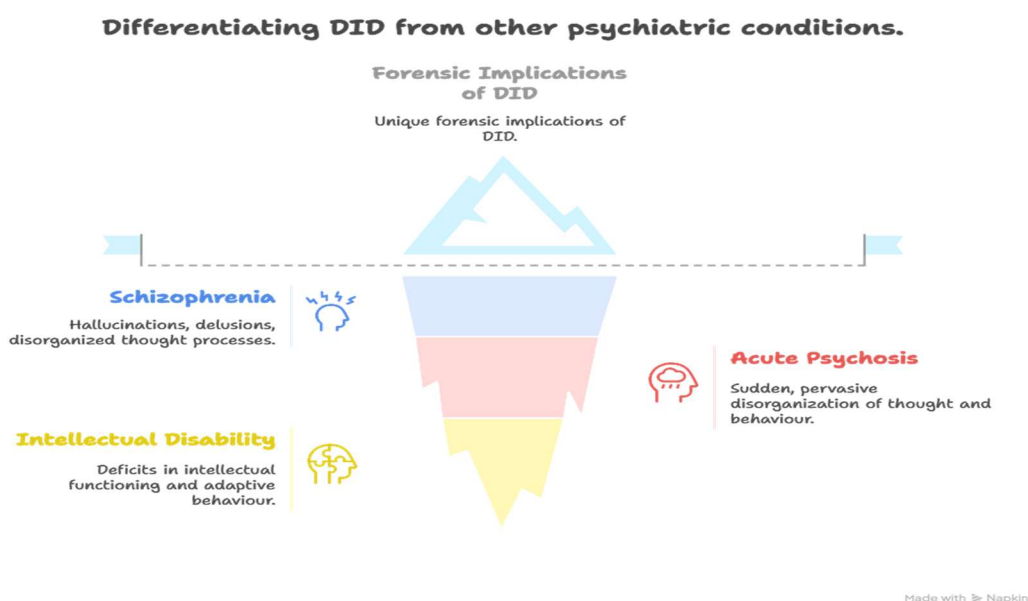 Differentiating DID from other psychiatric conditions.
Forensic Implications
of DID
Unique forensic implications of
DID.
Schizophrenia
Hallucinations, delusions,
disorganized thought processes.
Acute Psychosis
Sudden, pervasive
disorganization of thought and
behaviour.
Intellectual Disability
Deficits in intellectual
functioning and adaptive
behaviour.
Made with Napkin